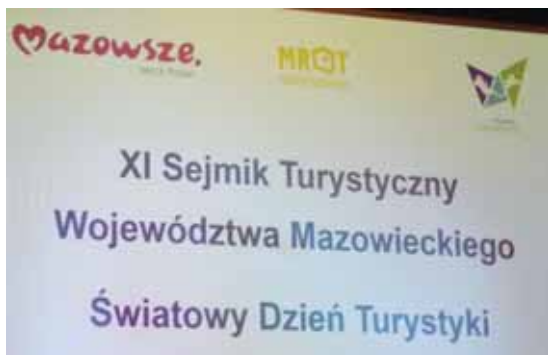 Mazowsze.
MROT
XI Sejmik Turystyczny
Województwa Mazowieckiego
Światowy Dzień Turystyki